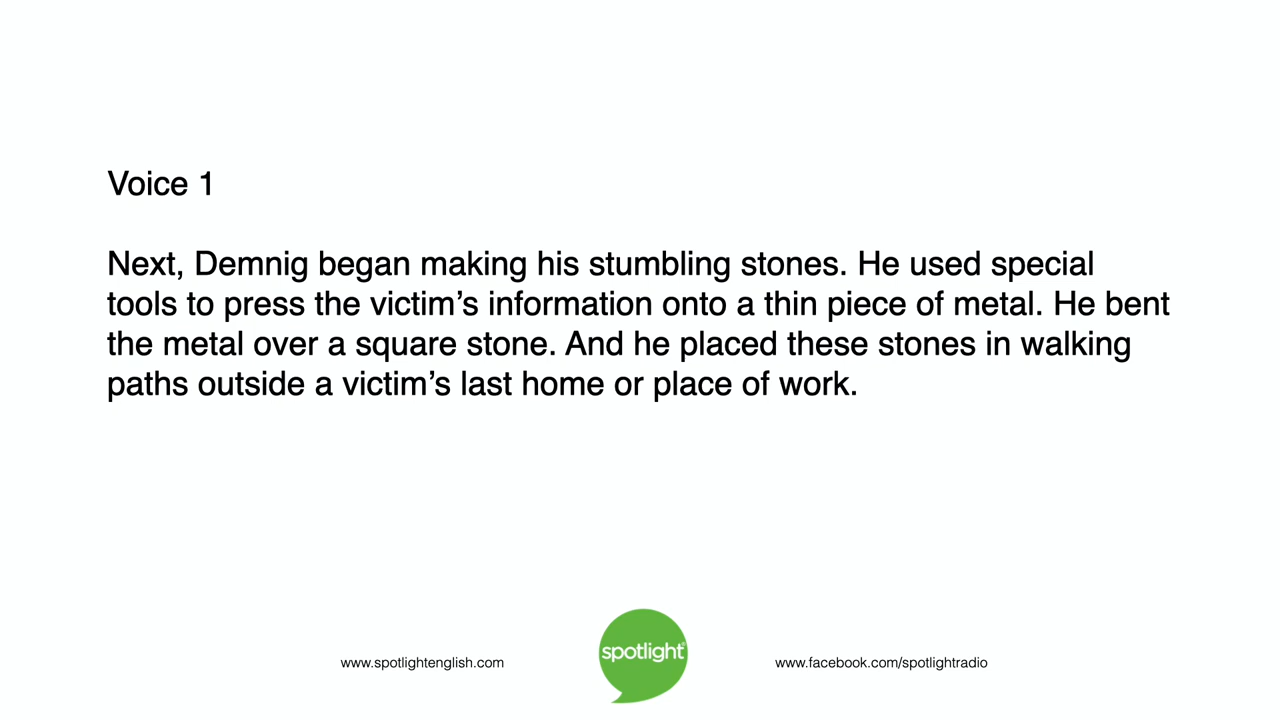 Voice 1
Next, Demnig began making his stumbling stones. He used special
tools to press the victim’s information onto a thin piece of metal. He bent
the metal over a square stone. And he placed these stones in walking
paths outside a victim’s last home or place of work.
www.spotlightenglish.com
spotlight®
www.facebook.com/spotlightradio